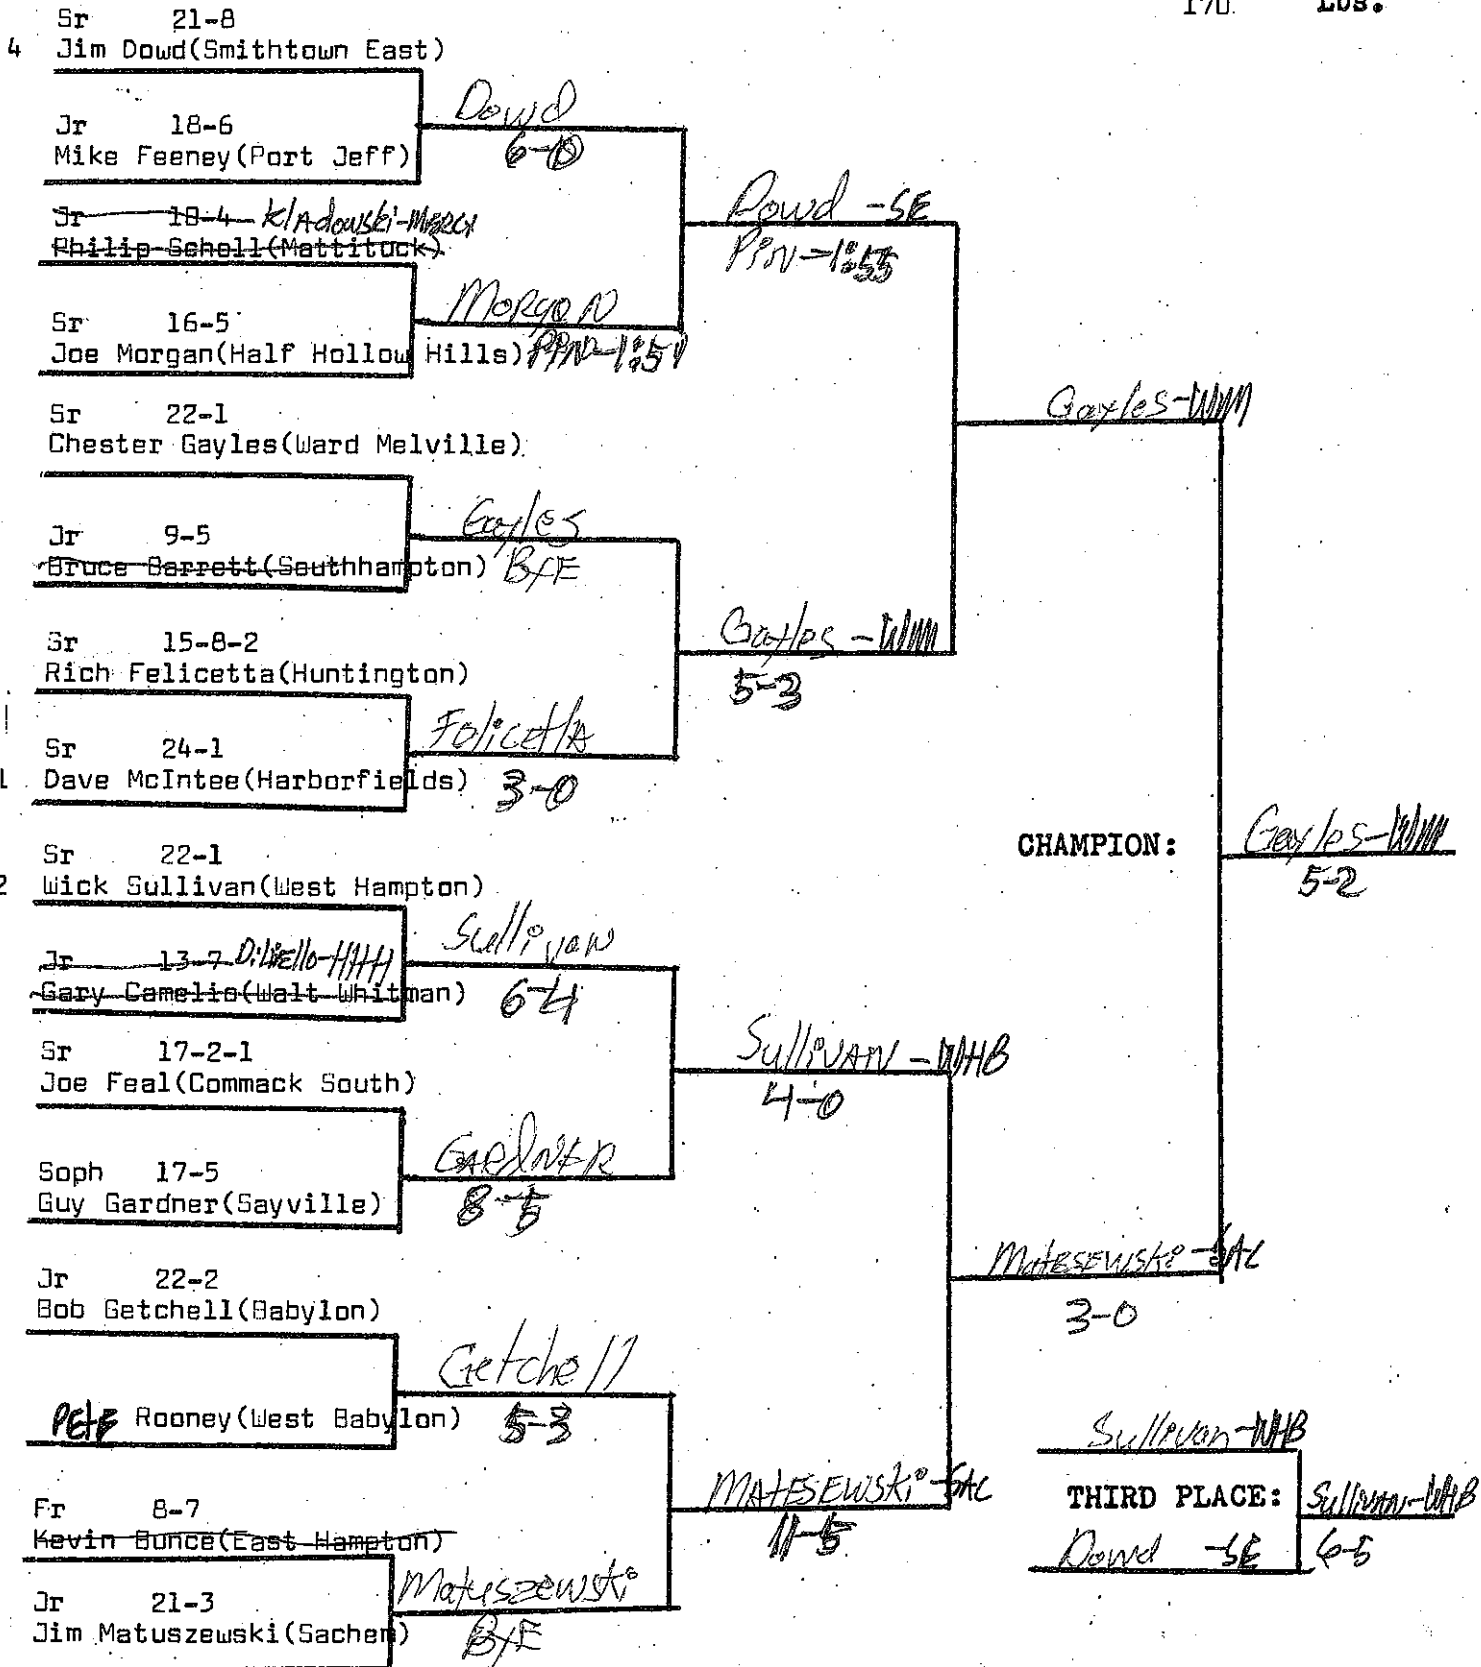 170. Lbs.
Sr 21-8
4 Jim Dowd(Smithtown East)
Dowd
6-0
Jr 18-6
Mike Feeney(Port Jeff)
Dowd -SE
Pin-1:55
Jr 18-4 Kladowski-Mercy
Philip Scholl(Mattituck)
Morgan
Sr 16-5
Joe Morgan(Half Hollow Hills) PIN-1:51
Gayles-WM
Sr 22-1
Chester Gayles(Ward Melville)
Gayles
Jr 9-5
Bruce Barrett(Southhampton) BYE
Gayles - WM
5-3
Sr 15-8-2
Rich Felicetta(Huntington)
Felicetta
Sr 24-1
1 Dave McIntee(Harborfields) 3-0
CHAMPION: Gayles-WM
5-2
Sr 22-1
2 Wick Sullivan(West Hampton)
Sullivan
Jr 13-7 DiLiello-HHH
Gary Camelio(Walt Whitman) 6-4
Sullivan - WHB
4-0
Sr 17-2-1
Joe Feal(Commack South)
Gardner
8-5
Soph 17-5
Guy Gardner(Sayville)
Matesewski-SAC
3-0
Jr 22-2
Bob Getchell(Babylon)
Getchell
Pete Rooney(West Babylon) 5-3
MATESEWSKi-SAC
11-5
Fr 8-7
Kevin Bunce(East Hampton)
Matuszewski
BYE
Jr 21-3
Jim Matuszewski(Sachem)
Sullivan-WHB
THIRD PLACE: Sullivan-WHB
Dowd -SE 6-5